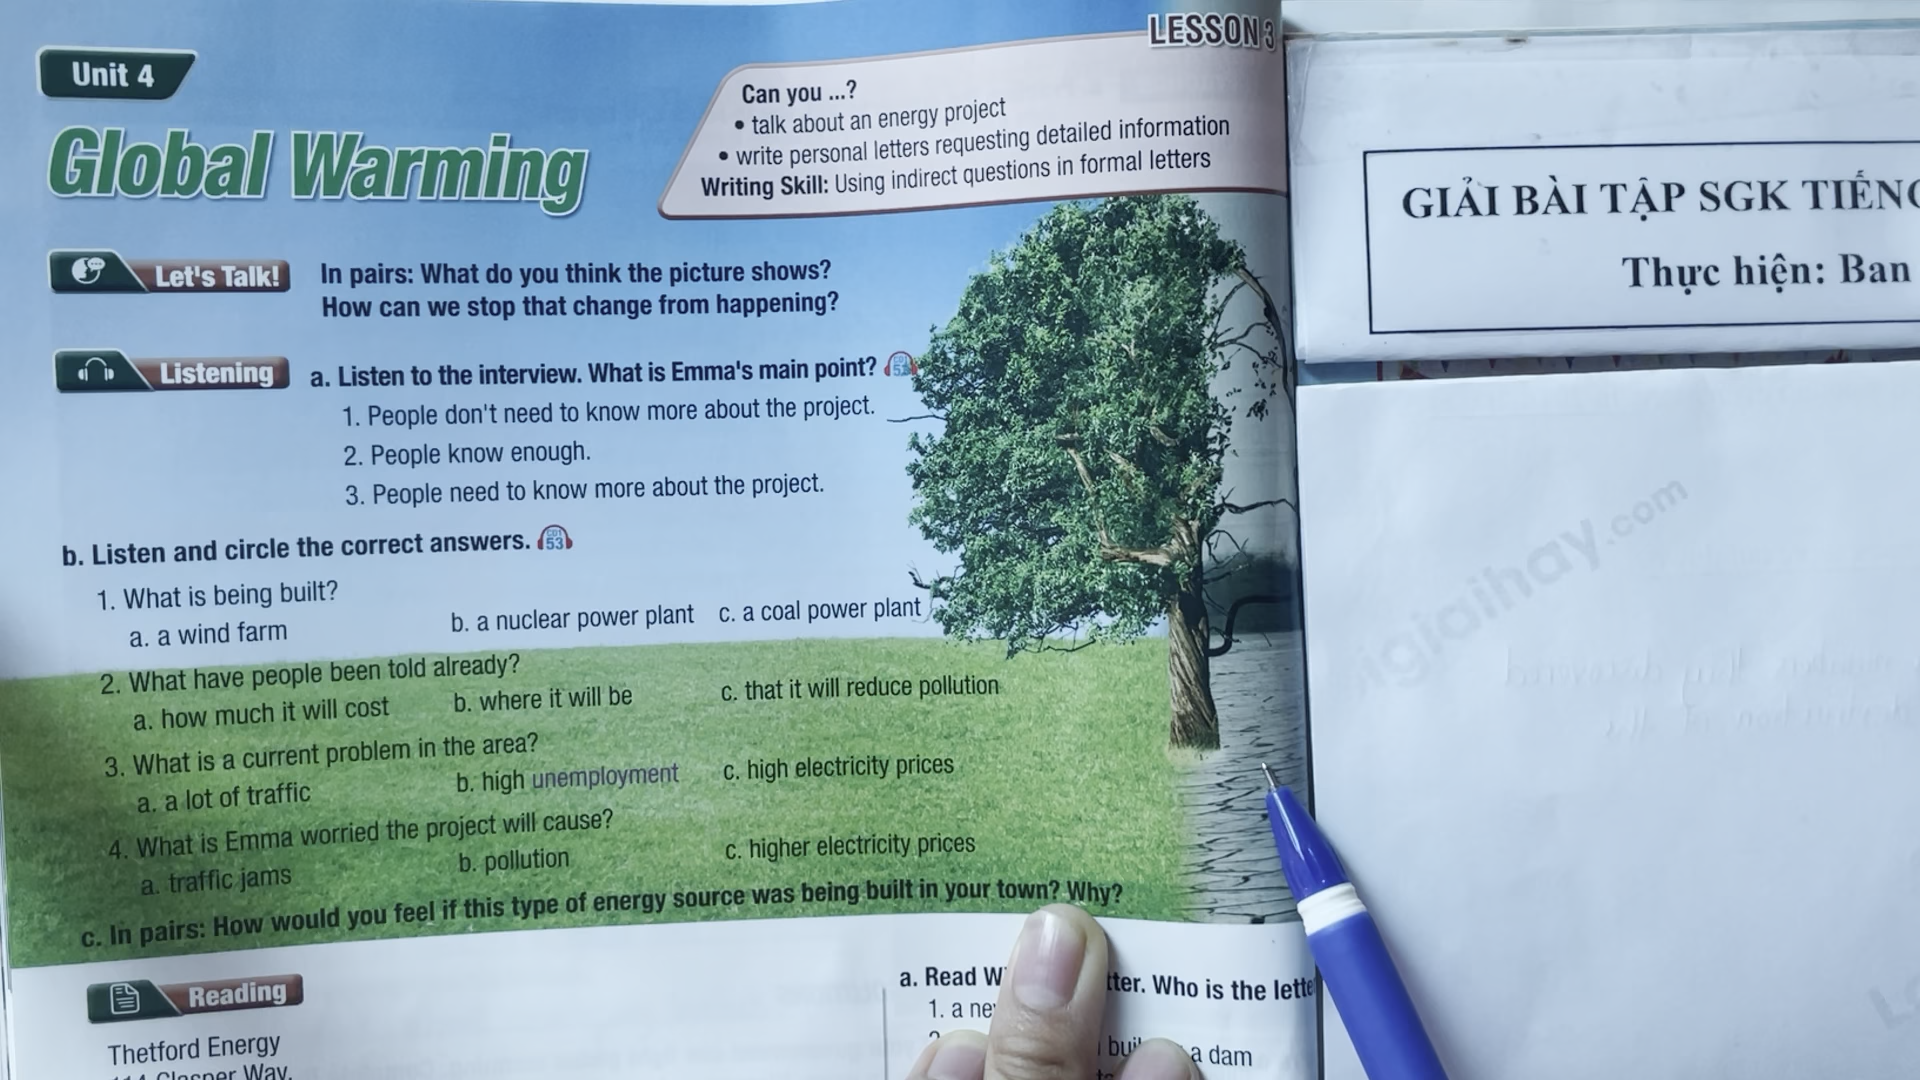 LESSON 3
Unit 4
Global Warming
Can you ...?
• talk about an energy project
• write personal letters requesting detailed information
Writing Skill: Using indirect questions in formal letters
Let's Talk!
In pairs: What do you think the picture shows?
How can we stop that change from happening?
Listening
a. Listen to the interview. What is Emma's main point?
1. People don't need to know more about the project.
2. People know enough.
3. People need to know more about the project.
b. Listen and circle the correct answers. CD1 53
1. What is being built?
a. a wind farm b. a nuclear power plant c. a coal power plant
2. What have people been told already?
a. how much it will cost b. where it will be c. that it will reduce pollution
3. What is a current problem in the area?
a. a lot of traffic b. high unemployment c. high electricity prices
4. What is Emma worried the project will cause?
a. traffic jams b. pollution c. higher electricity prices
c. In pairs: How would you feel if this type of energy source was being built in your town? Why?
Reading
Thetford Energy
Way,
a. Read Who is the
1. a
a dam
GIẢI BÀI TẬP SGK
Thực hiện: Ban
.com